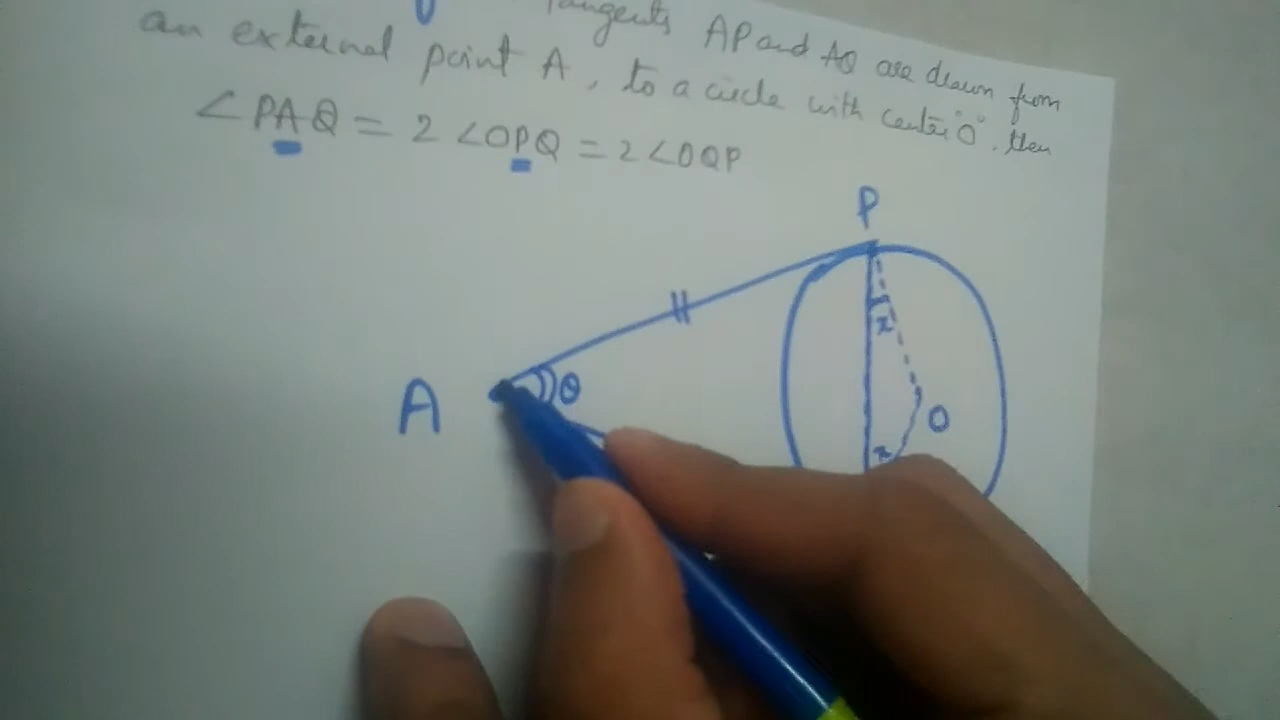 Tangents AP and AQ are drawn from
an external point A, to a circle with center "O", then
∠PAQ = 2∠OPQ = 2∠OQP
P
x
A
θ
O
x